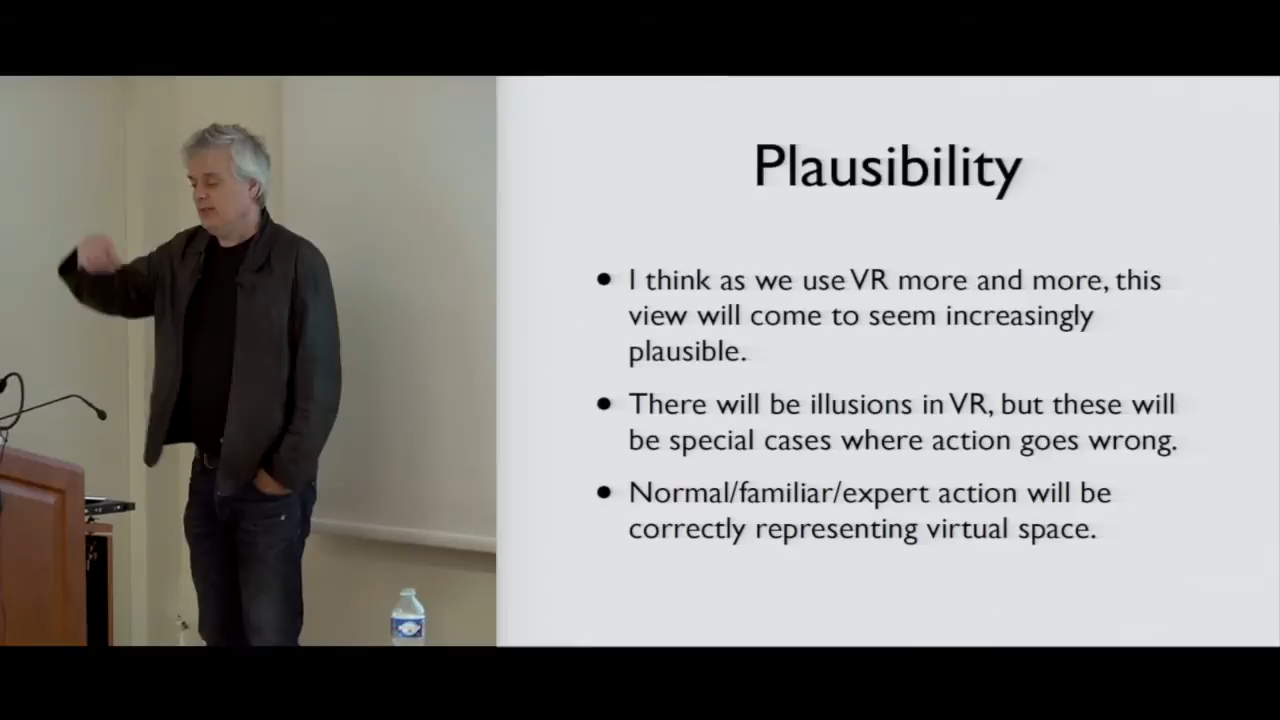 Plausibility
• I think as we use VR more and more, this
view will come to seem increasingly
plausible.
• There will be illusions in VR, but these will
be special cases where action goes wrong.
• Normal/familiar/expert action will be
correctly representing virtual space.